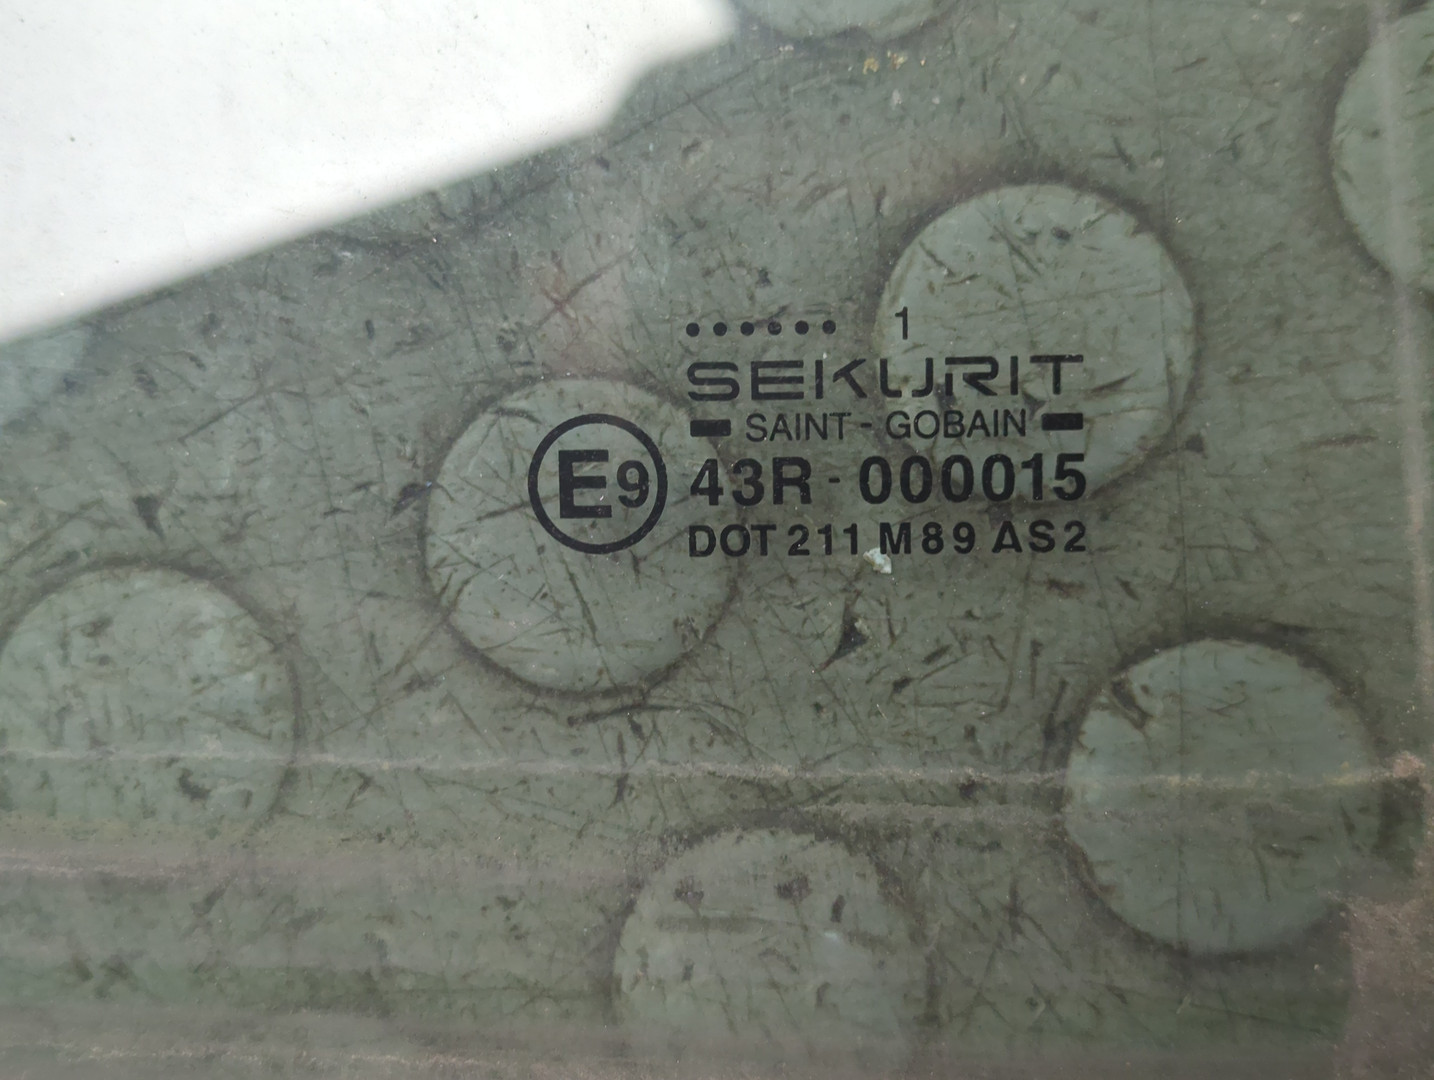 ...... 1
SEKURIT
SAINT-GOBAIN
E9 43R-000015
DOT 211 M89 AS2